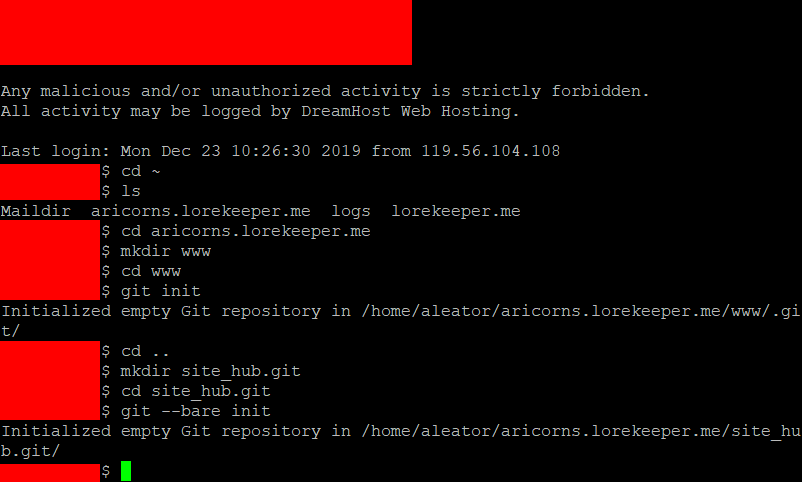 Any malicious and/or unauthorized activity is strictly forbidden.
All activity may be logged by DreamHost Web Hosting.
Last login: Mon Dec 23 10:26:30 2019 from 119.56.104.108
$ cd ~
$ ls
Maildir  aricorns.lorekeeper.me  logs  lorekeeper.me
$ cd aricorns.lorekeeper.me
$ mkdir www
$ cd www
$ git init
Initialized empty Git repository in /home/aleator/aricorns.lorekeeper.me/www/.gi
t/
$ cd ..
$ mkdir site_hub.git
$ cd site_hub.git
$ git --bare init
Initialized empty Git repository in /home/aleator/aricorns.lorekeeper.me/site_hu
b.git/
$